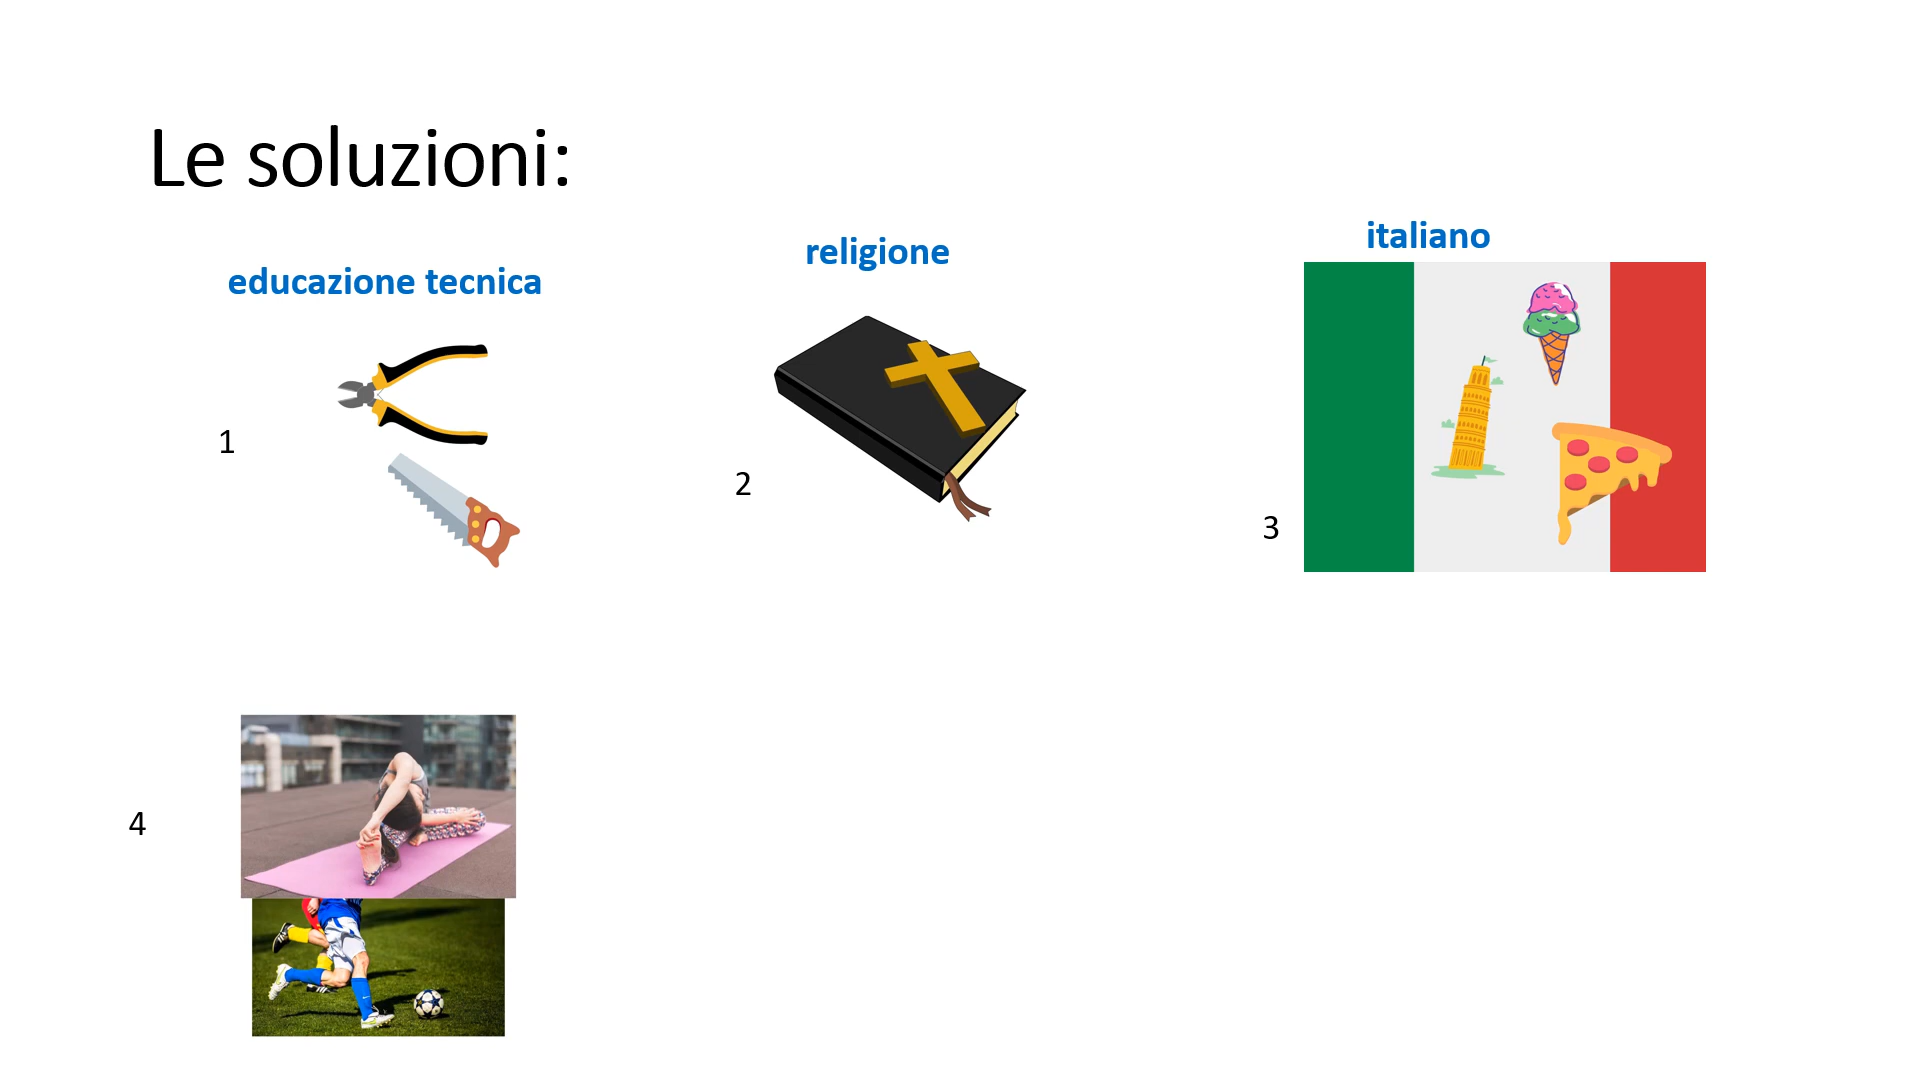 Le soluzioni:
educazione tecnica
religione
italiano
1
2
3
4